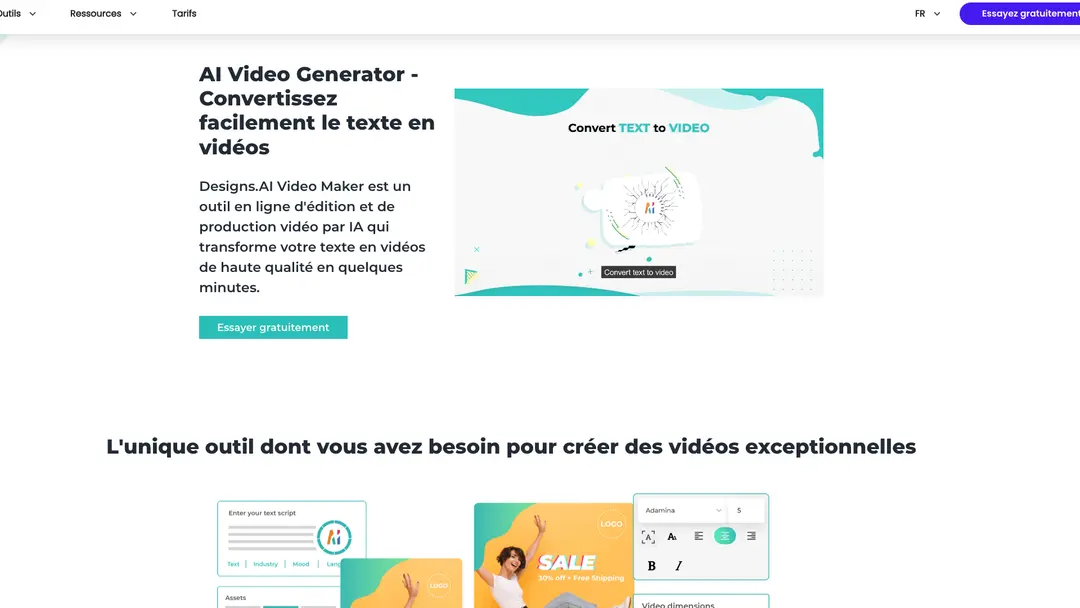 Ressources
Tarifs
FR
Essayez gratuitement
AI Video Generator -
Convertissez
facilement le texte en
vidéos
Designs.AI Video Maker est un
outil en ligne d'édition et de
production vidéo par IA qui
transforme votre texte en vidéos
de haute qualité en quelques
minutes.
Essayer gratuitement
Convert TEXT to VIDEO
AI
Convert text to video
L'unique outil dont vous avez besoin pour créer des vidéos exceptionnelles
Enter your text script
AI
Text
Industry
Mood
Assets
LOGO
LOGO
SALE
30% off + Free Shipping
Adamina
5
A
AA
B
I
Video dimensions